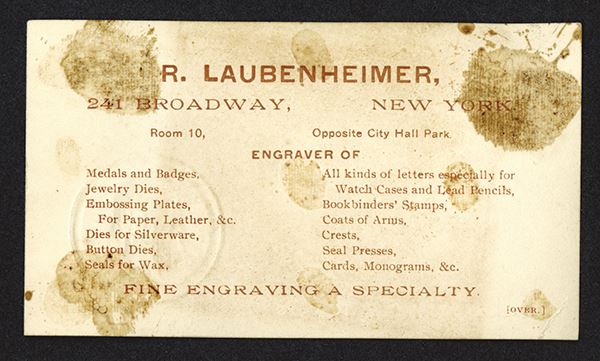 R. LAUBENHEIMER,
241 BROADWAY, NEW YORK
Room 10, Opposite City Hall Park.
ENGRAVER OF
Medals and Badges,
Jewelry Dies,
Embossing Plates,
For Paper, Leather, &c.
Dies for Silverware,
Button Dies,
Seals for Wax,
All kinds of letters especially for
Watch Cases and Lead Pencils,
Bookbinders' Stamps,
Coats of Arms,
Crests,
Seal Presses,
Cards, Monograms, &c.
FINE ENGRAVING A SPECIALTY.
[OVER.]